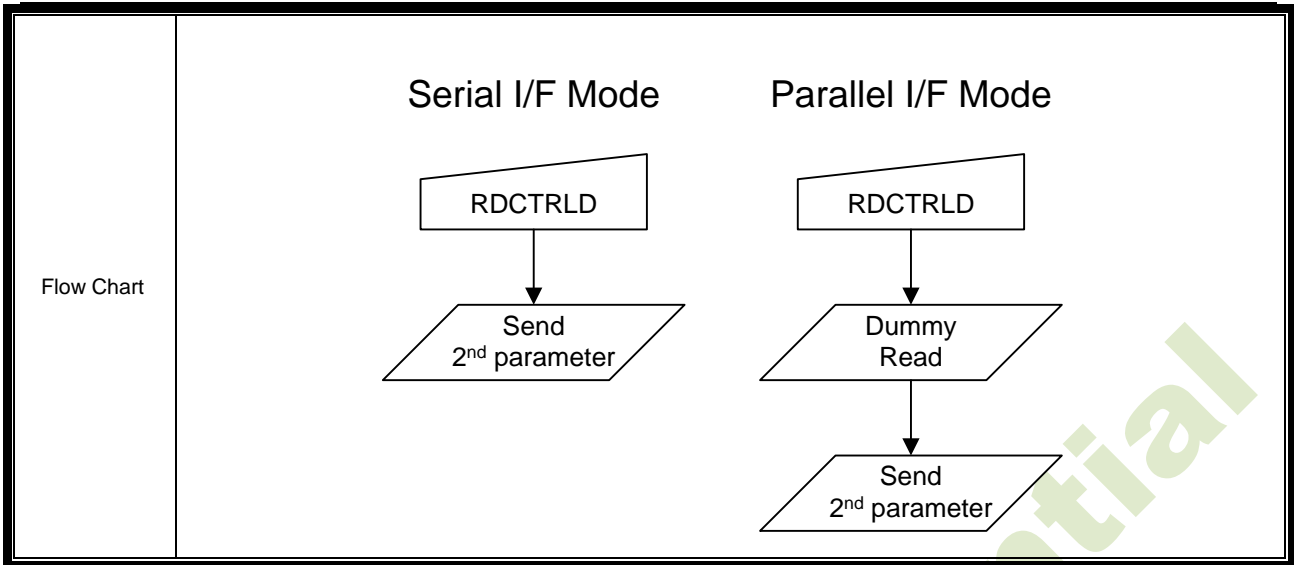 Flow Chart
Serial I/F Mode
RDCTRLD
Send
2nd parameter
Parallel I/F Mode
RDCTRLD
Dummy
Read
Send
2nd parameter